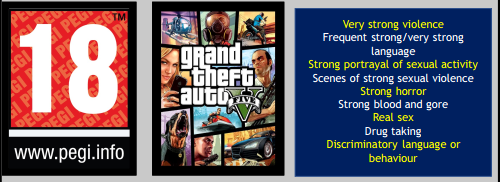 18
TM
www.pegi.info
grand
theft
auto
V
FIVE
Very strong violence
Frequent strong/very strong
language
Strong portrayal of sexual activity
Scenes of strong sexual violence
Strong horror
Strong blood and gore
Real sex
Drug taking
Discriminatory language or
behaviour